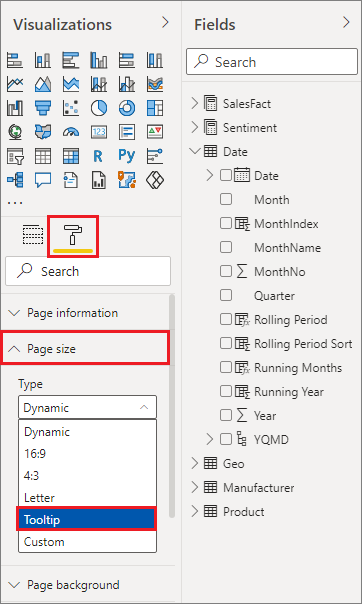 Visualizations
Search
Page information
Page size
Type
Dynamic
Dynamic
16:9
4:3
Letter
Tooltip
Custom
Page background
Fields
Search
SalesFact
Sentiment
Date
Date
Month
MonthIndex
MonthName
MonthNo
Quarter
Rolling Period
Rolling Period Sort
Running Months
Running Year
Year
YQMD
Geo
Manufacturer
Product
123
R
Py